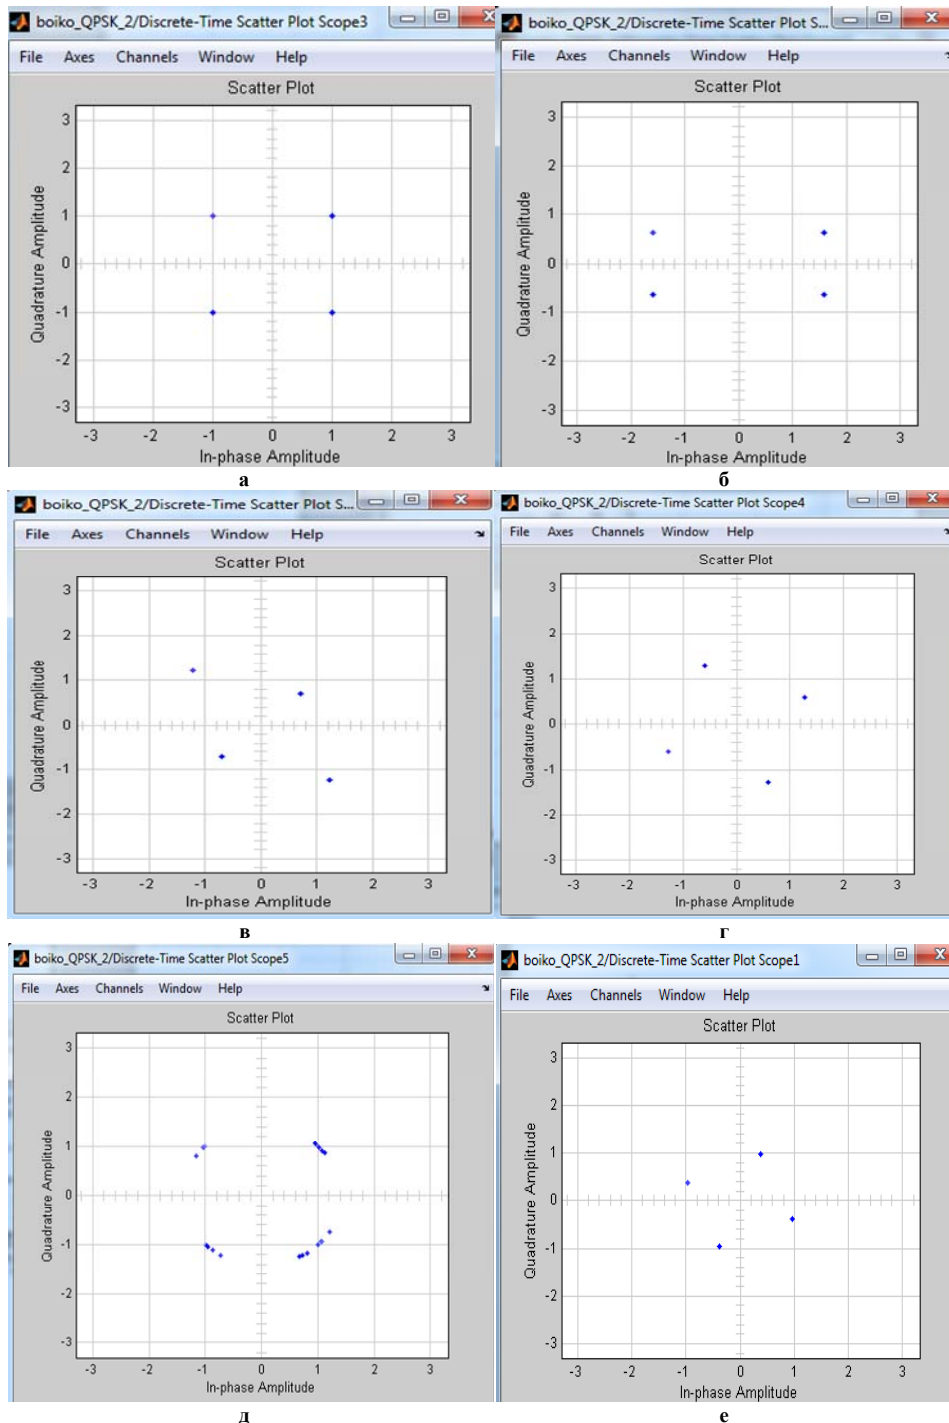 boiko_QPSK_2/Discrete-Time Scatter Plot Scope3
File Axes Channels Window Help
Scatter Plot
Quadrature Amplitude
3
2
1
0
-1
-2
-3
-3 -2 -1 0 1 2 3
In-phase Amplitude
а
boiko_QPSK_2/Discrete-Time Scatter Plot S...
File Axes Channels Window Help
Scatter Plot
Quadrature Amplitude
3
2
1
0
-1
-2
-3
-3 -2 -1 0 1 2 3
In-phase Amplitude
б
boiko_QPSK_2/Discrete-Time Scatter Plot S...
File Axes Channels Window Help
Scatter Plot
Quadrature Amplitude
3
2
1
0
-1
-2
-3
-3 -2 -1 0 1 2 3
In-phase Amplitude
в
boiko_QPSK_2/Discrete-Time Scatter Plot Scope4
File Axes Channels Window Help
Scatter Plot
Quadrature Amplitude
3
2
1
0
-1
-2
-3
-3 -2 -1 0 1 2 3
In-phase Amplitude
г
boiko_QPSK_2/Discrete-Time Scatter Plot Scope5
File Axes Channels Window Help
Scatter Plot
Quadrature Amplitude
3
2
1
0
-1
-2
-3
-3 -2 -1 0 1 2 3
In-phase Amplitude
д
boiko_QPSK_2/Discrete-Time Scatter Plot Scope1
File Axes Channels Window Help
Scatter Plot
Quadrature Amplitude
3
2
1
0
-1
-2
-3
-3 -2 -1 0 1 2 3
In-phase Amplitude
е